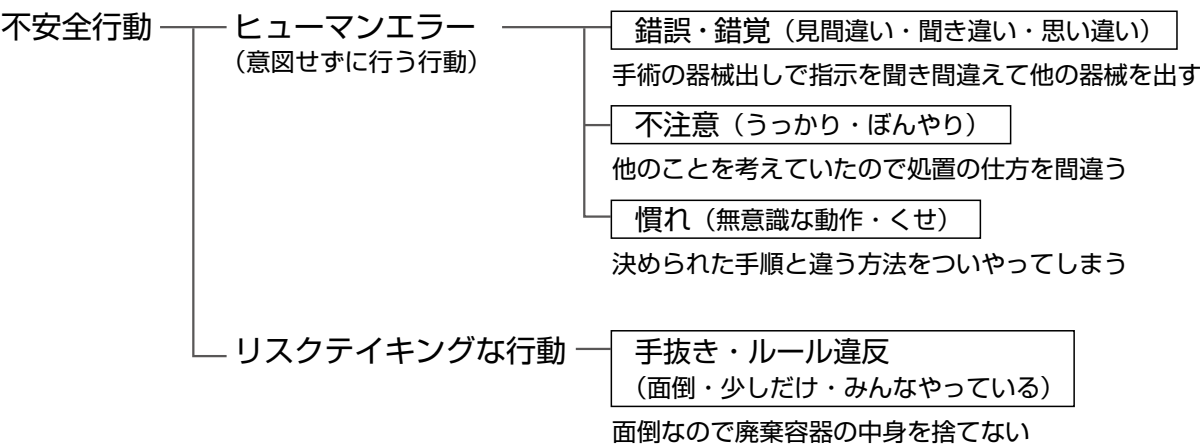 不安全行動
ヒューマンエラー
(意図せずに行う行動)
錯誤・錯覚(見間違い・聞き違い・思い違い)
手術の器械出しで指示を聞き間違えて他の器械を出す
不注意(うっかり・ぼんやり)
他のことを考えていたので処置の仕方を間違う
慣れ(無意識な動作・くせ)
決められた手順と違う方法をついやってしまう
リスクテイキングな行動
手抜き・ルール違反
(面倒・少しだけ・みんなやっている)
面倒なので廃棄容器の中身を捨てない